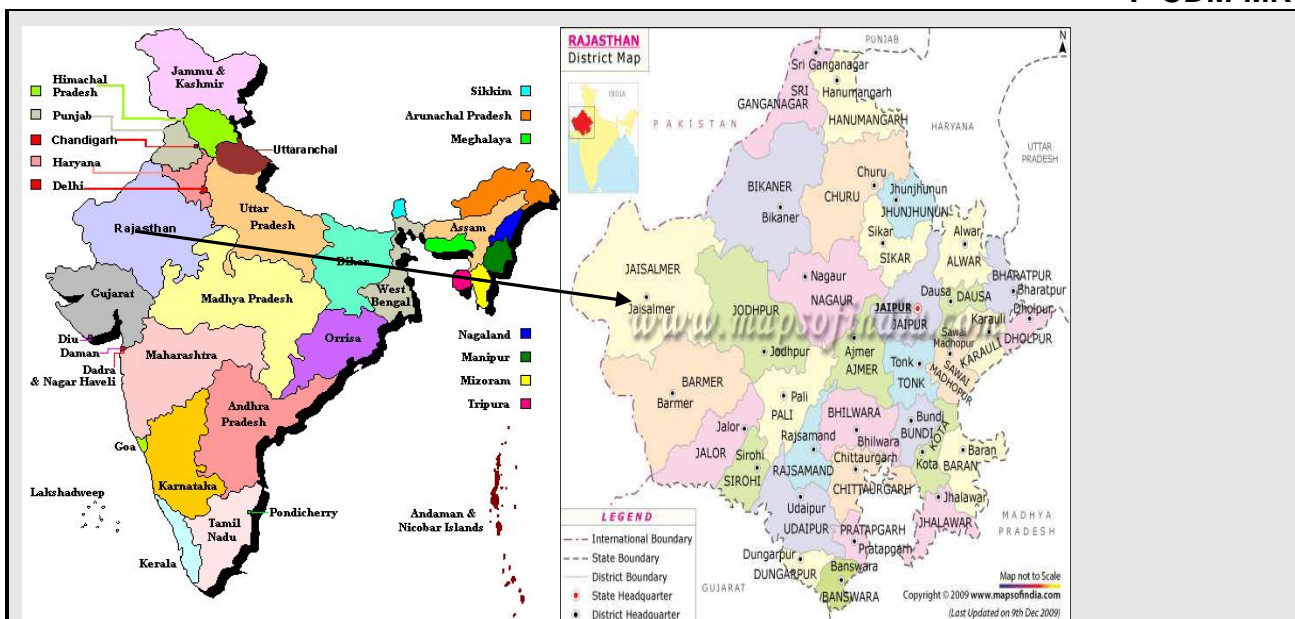 Jammu &
Kashmir
Himachal
Pradesh
Punjab
Chandigarh
Haryana
Delhi
Uttaranchal
Sikkim
Arunachal Pradesh
Meghalaya
Rajasthan
Uttar
Pradesh
Assam
Bihar
Gujarat
Madhya Pradesh
West
Bengal
Diu
Daman
Dadra
& Nagar Haveli
Maharashtra
Orrisa
Nagaland
Manipur
Mizoram
Tripura
Andhra
Pradesh
Goa
Karnataka
Lakshadweep
Pondicherry
Tamil
Nadu
Kerala
Andaman &
Nicobar Islands
RAJASTHAN
District Map
INDIA
PUNJAB
N
Sri Ganganagar
SRI
GANGANAGAR
Hanumangarh
HANUMANGARH
PAKISTAN
HARYANA
UTTAR
PRADESH
BIKANER
Bikaner
Churu
CHURU
Jhunjhunun
JHUNJHUNUN
Sikar
SIKAR
Alwar
ALWAR
JAISALMER
Jaisalmer
JODHPUR
Nagaur
NAGAUR
JAIPUR
JAIPUR
Dausa
DAUSA
BHARATPUR
Bharatpur
Dholpur
DHOLPUR
Karauli
KARAULI
Sawai
Madhopur
SAWAI
MADHOPUR
www.mapsofindia.com
Jodhpur
Ajmer
AJMER
Tonk
TONK
BARMER
Barmer
Pali
PALI
BHILWARA
Bhilwara
Bundi
BUNDI
KOTA
Kota
Baran
BARAN
Jalor
JALOR
Sirohi
SIROHI
Rajsamand
RAJSAMAND
Chittaurgarh
CHITTAURGARH
Jhalawar
JHALAWAR
Udaipur
UDAIPUR
PRATAPGARH
Pratapgarh
MADHYA
PRADESH
Dungarpur
DUNGARPUR
Banswara
BANSWARA
GUJARAT
LEGEND
International Boundary
State Boundary
District Boundary
State Headquarter
District Headquarter
Map not to Scale
Copyright © 2009 www.mapsofindia.com
(Last Updated on 9th Dec 2009)